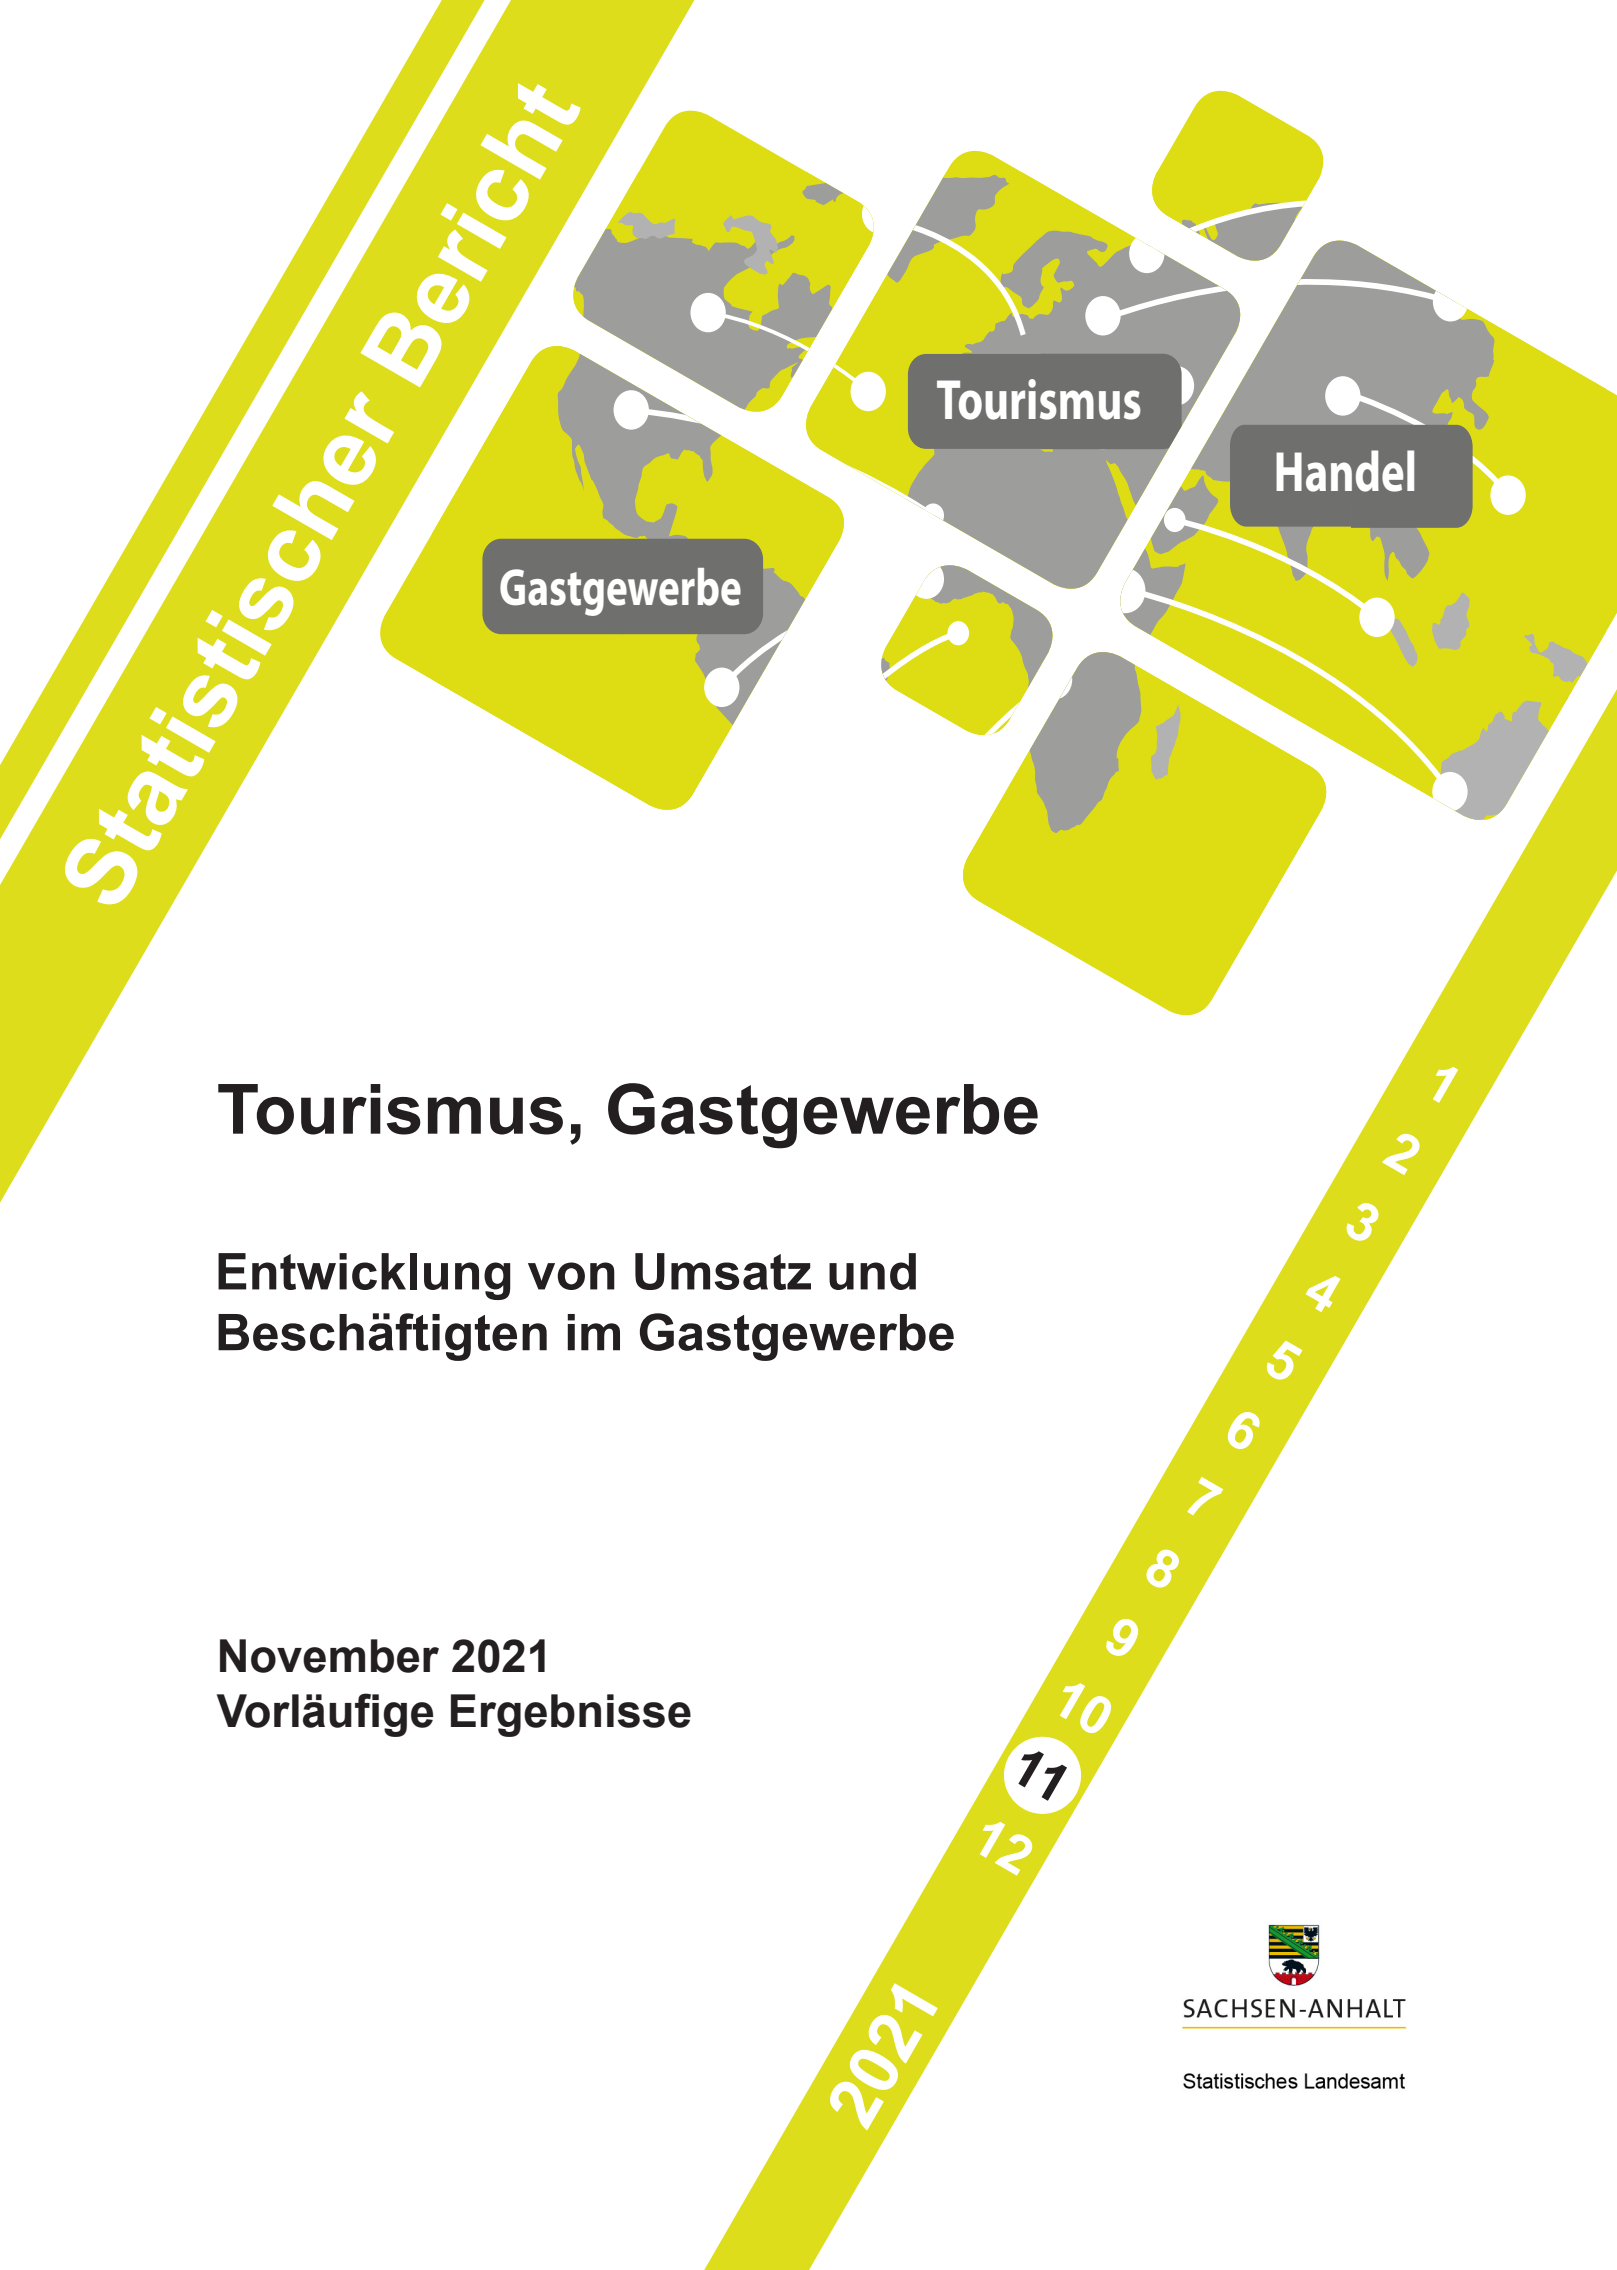 Statistischer Bericht
Tourismus
Handel
Gastgewerbe
Tourismus, Gastgewerbe
Entwicklung von Umsatz und
Beschäftigten im Gastgewerbe
November 2021
Vorläufige Ergebnisse
1
2
3
4
5
6
7
8
9
10
11
12
2021
SACHSEN-ANHALT
Statistisches Landesamt